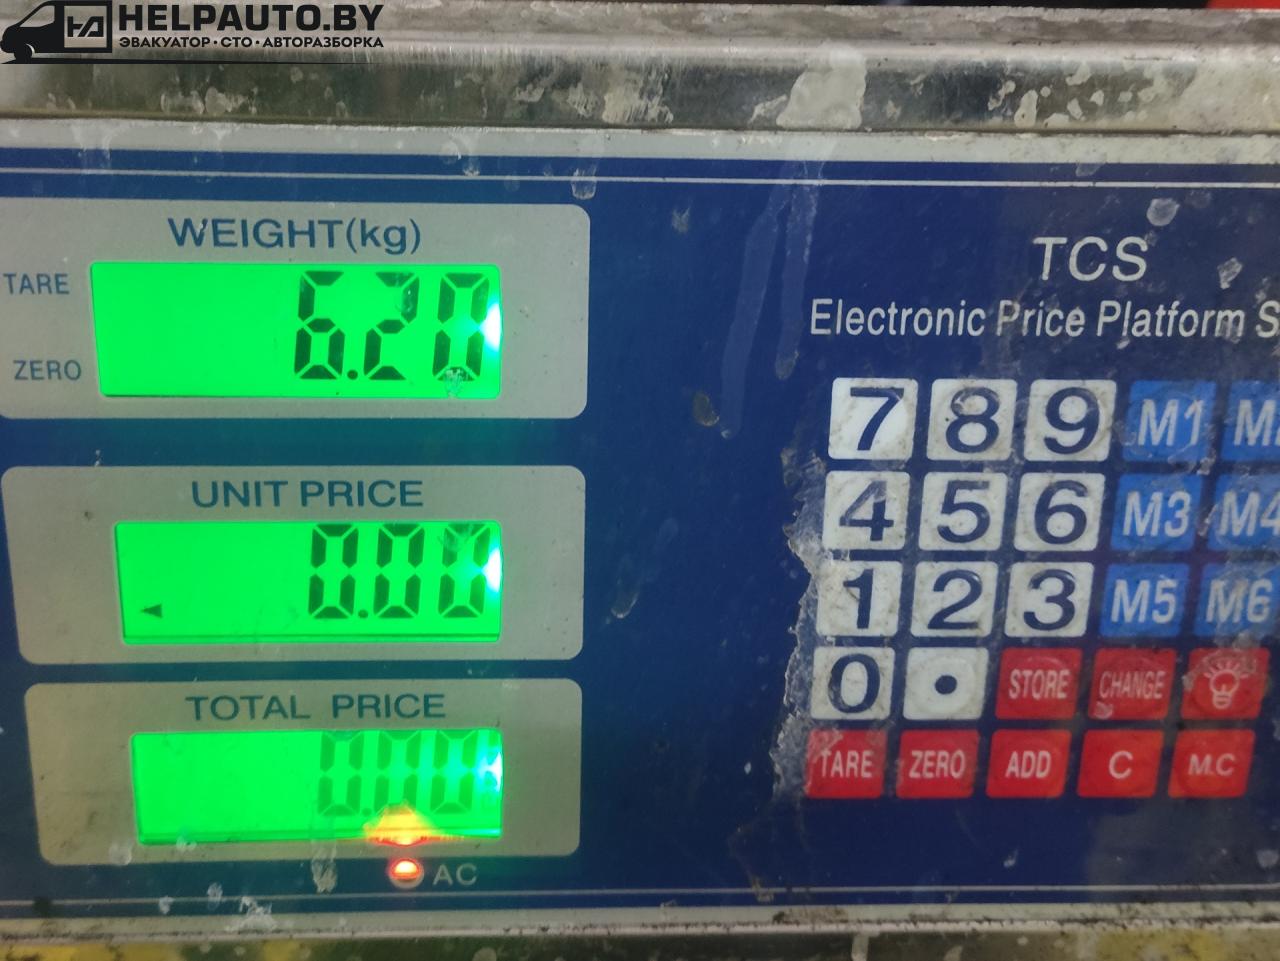 HELPAUTO.BY
ЭВАКУАТОР · СТО · АВТОРАЗБОРКА
WEIGHT(kg)
TARE
6.20
ZERO
UNIT PRICE
0.00
TOTAL PRICE
0.00
AC
TCS
Electronic Price Platform S
7 8 9 M1 M
4 5 6 M3 M4
1 2 3 M5 M6
0 . STORE CHANGE
TARE ZERO ADD C M.C